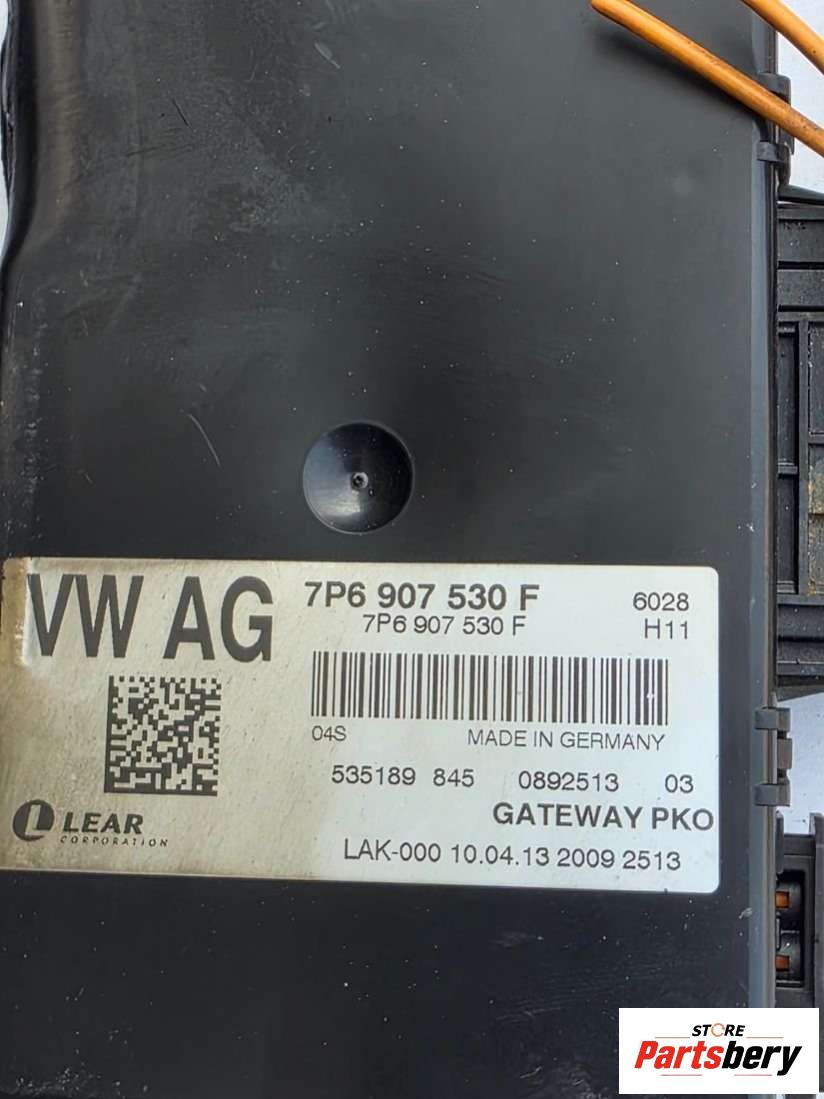 VW AG
7P6 907 530 F
6028
7P6 907 530 F
H11
04S
MADE IN GERMANY
535189 845 0892513 03
GATEWAY PKO
LEAR
CORPORATION
LAK-000 10.04.13 2009 2513
STORE
Partsbery